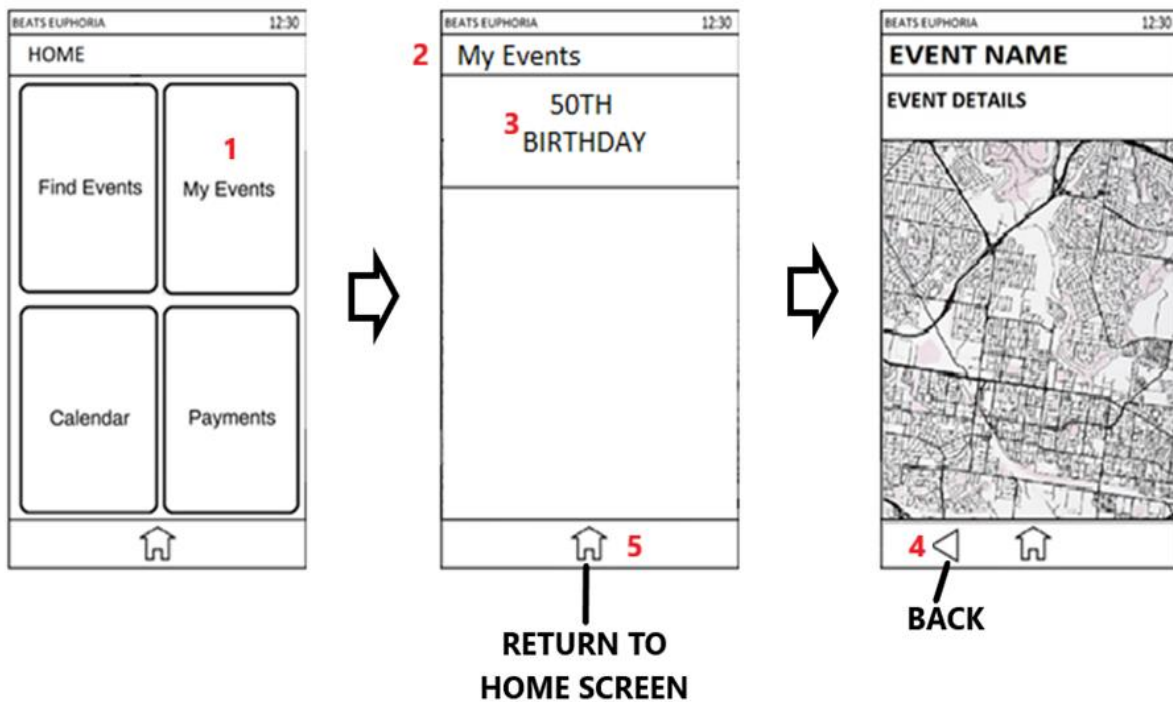 BEATS EUPHORIA 12:30
HOME
1
Find Events
My Events
Calendar
Payments
BEATS EUPHORIA 12:30
2 My Events
50TH
3 BIRTHDAY
5
RETURN TO
HOME SCREEN
BEATS EUPHORIA 12:30
EVENT NAME
EVENT DETAILS
4
BACK